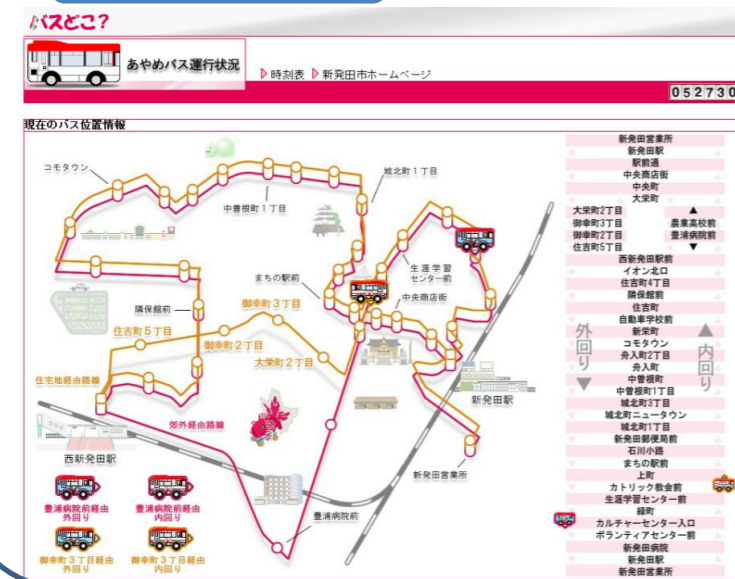 バスどこ?
あやめバス運行状況
時刻表
新発田市ホームページ
052730
現在のバス位置情報
コモタウン
中曽根町1丁目
城北町1丁目
まちの駅前
生涯学習
センター前
中央商店街
隣保館前
御幸町3丁目
住吉町5丁目
御幸町2丁目
大栄町2丁目
住宅地経由路線
郊外経由路線
新発田駅
西新発田駅
新発田営業所
豊浦病院前
豊浦病院前経由
外回り
豊浦病院前経由
内回り
御幸町3丁目経由
外回り
御幸町3丁目経由
内回り
新発田営業所
新発田駅
駅前通
中央商店街
中央町
大栄町
大栄町2丁目 ▲
御幸町3丁目 農業高校前
御幸町2丁目 豊浦病院前
住吉町5丁目 ▼
西新発田駅前
イオン北口
住吉町4丁目
隣保館前
住吉町
自動車学校前
新栄町
コモタウン
舟入町2丁目
舟入町
中曽根町
中曽根町1丁目
城北町3丁目
城北町ニュータウン
城北町1丁目
新発田郵便局前
石川小路
まちの駅前
上町
カトリック教会前
生涯学習センター前
緑町
カルチャーセンター入口
ボランティアセンター前
新発田病院
新発田駅
新発田営業所
外回り
▼
▲
内回り